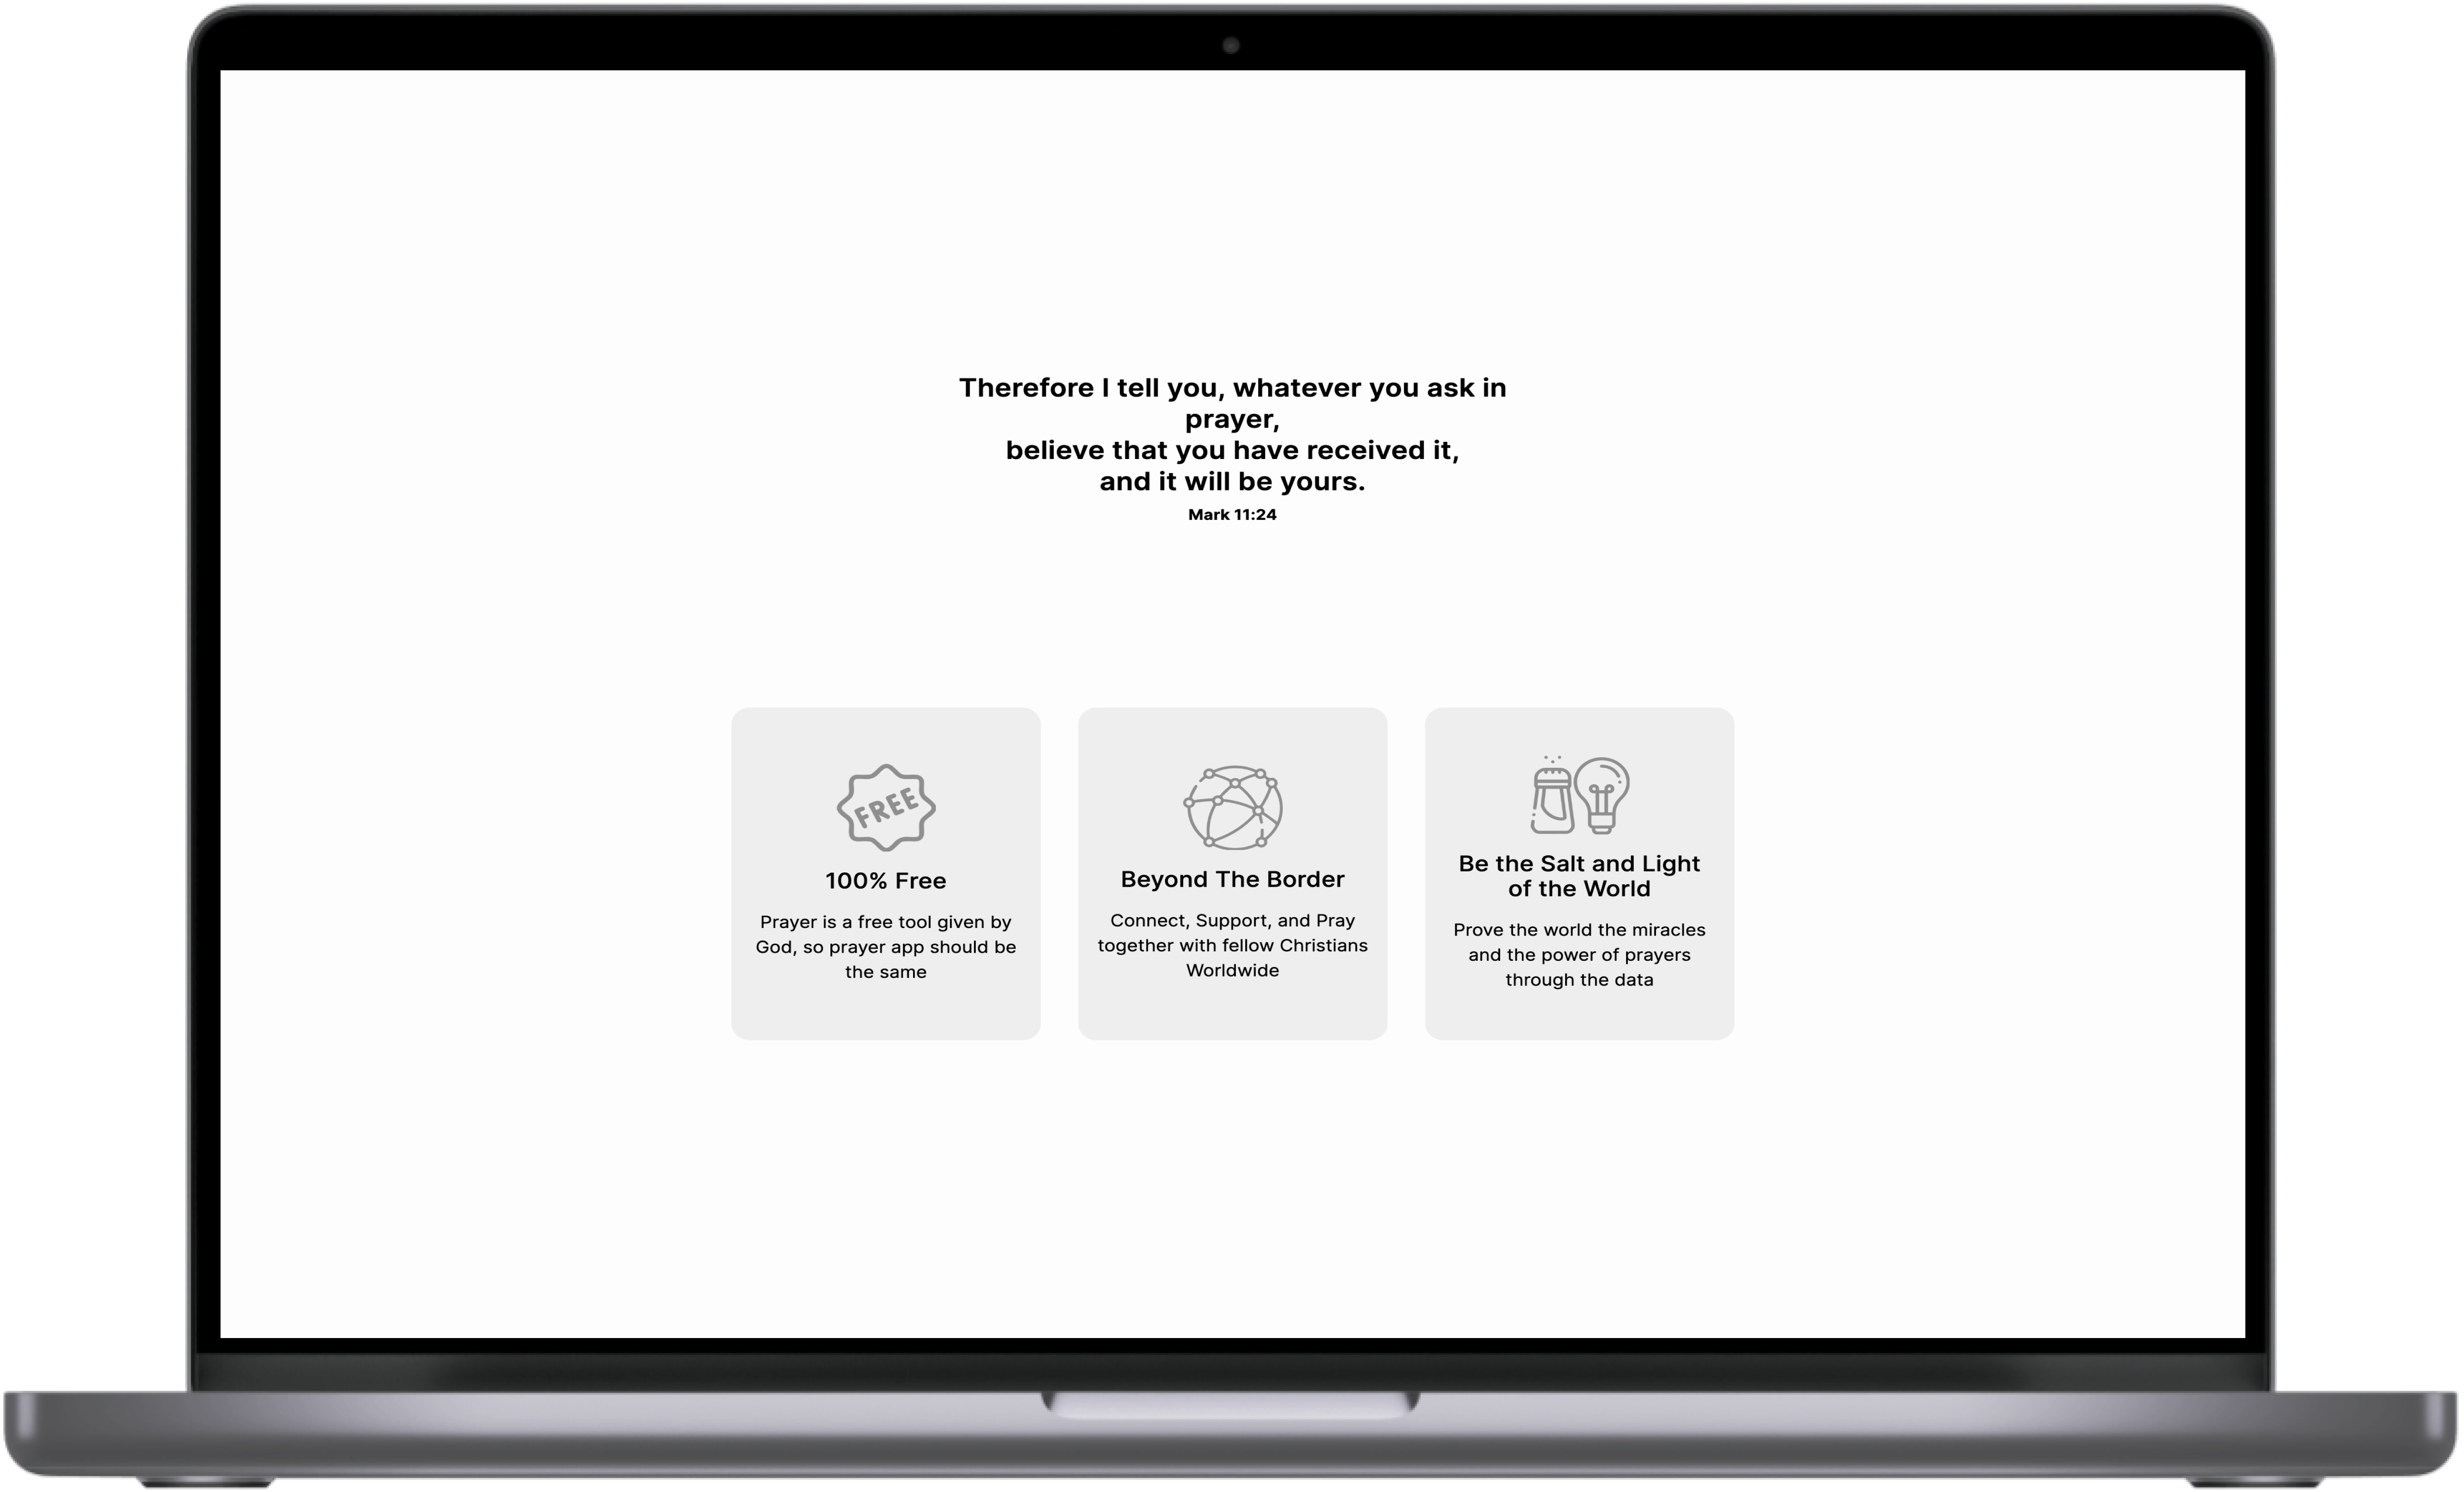 Therefore I tell you, whatever you ask in
prayer,
believe that you have received it,
and it will be yours.
Mark 11:24
FREE
100% Free
Prayer is a free tool given by
God, so prayer app should be
the same
Beyond The Border
Connect, Support, and Pray
together with fellow Christians
Worldwide
Be the Salt and Light
of the World
Prove the world the miracles
and the power of prayers
through the data